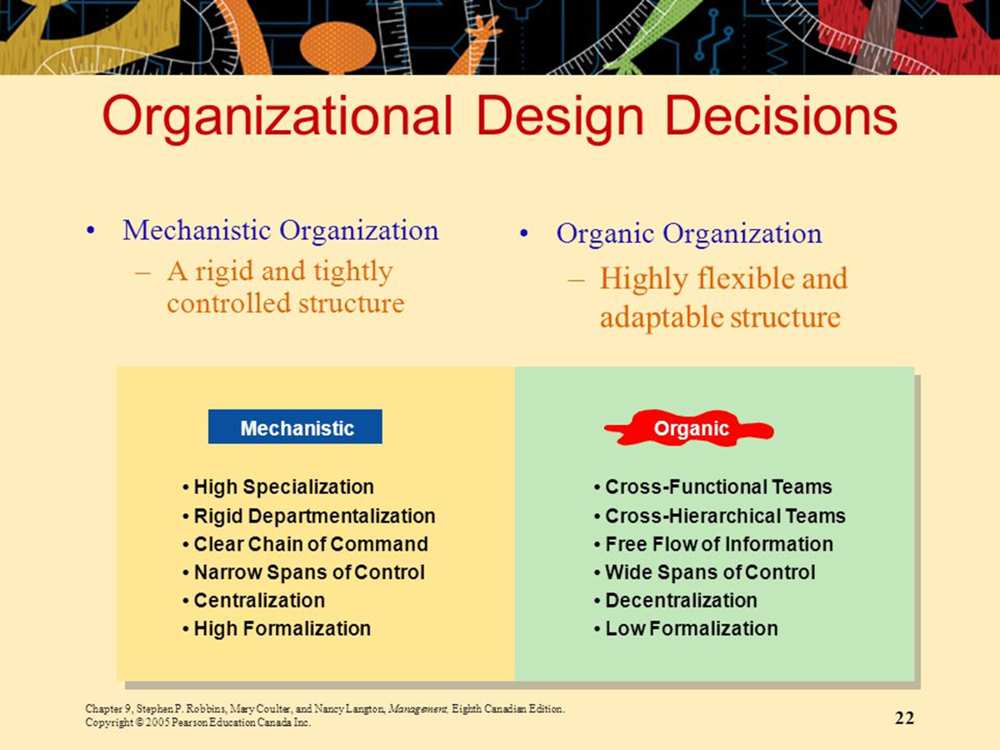 Organizational Design Decisions
• Mechanistic Organization
– A rigid and tightly
controlled structure
• Organic Organization
– Highly flexible and
adaptable structure
Mechanistic
• High Specialization
• Rigid Departmentalization
• Clear Chain of Command
• Narrow Spans of Control
• Centralization
• High Formalization
Organic
• Cross-Functional Teams
• Cross-Hierarchical Teams
• Free Flow of Information
• Wide Spans of Control
• Decentralization
• Low Formalization
Chapter 9, Stephen P. Robbins, Mary Coulter, and Nancy Langton, Management, Eighth Canadian Edition.
Copyright © 2005 Pearson Education Canada Inc.
22